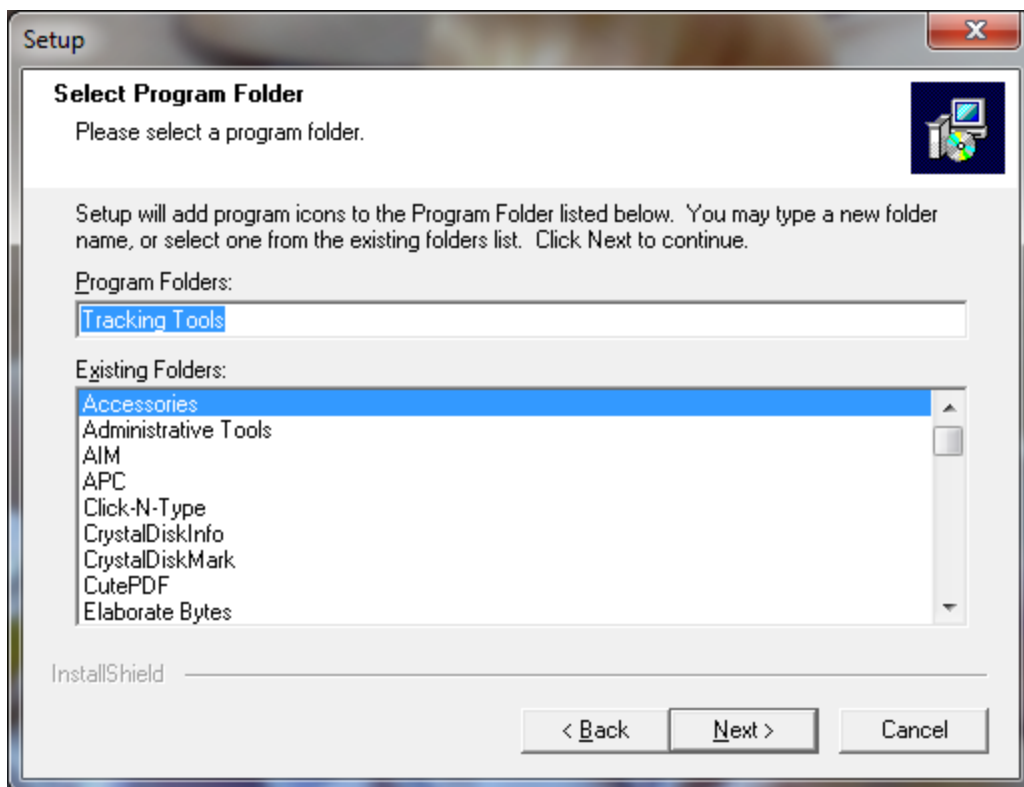 Setup
Select Program Folder
Please select a program folder.
Setup will add program icons to the Program Folder listed below.  You may type a new folder
name, or select one from the existing folders list.  Click Next to continue.
Program Folders:
Tracking Tools
Existing Folders:
Accessories
Administrative Tools
AIM
APC
Click-N-Type
CrystalDiskInfo
CrystalDiskMark
CutePDF
Elaborate Bytes
InstallShield
< Back
Next >
Cancel